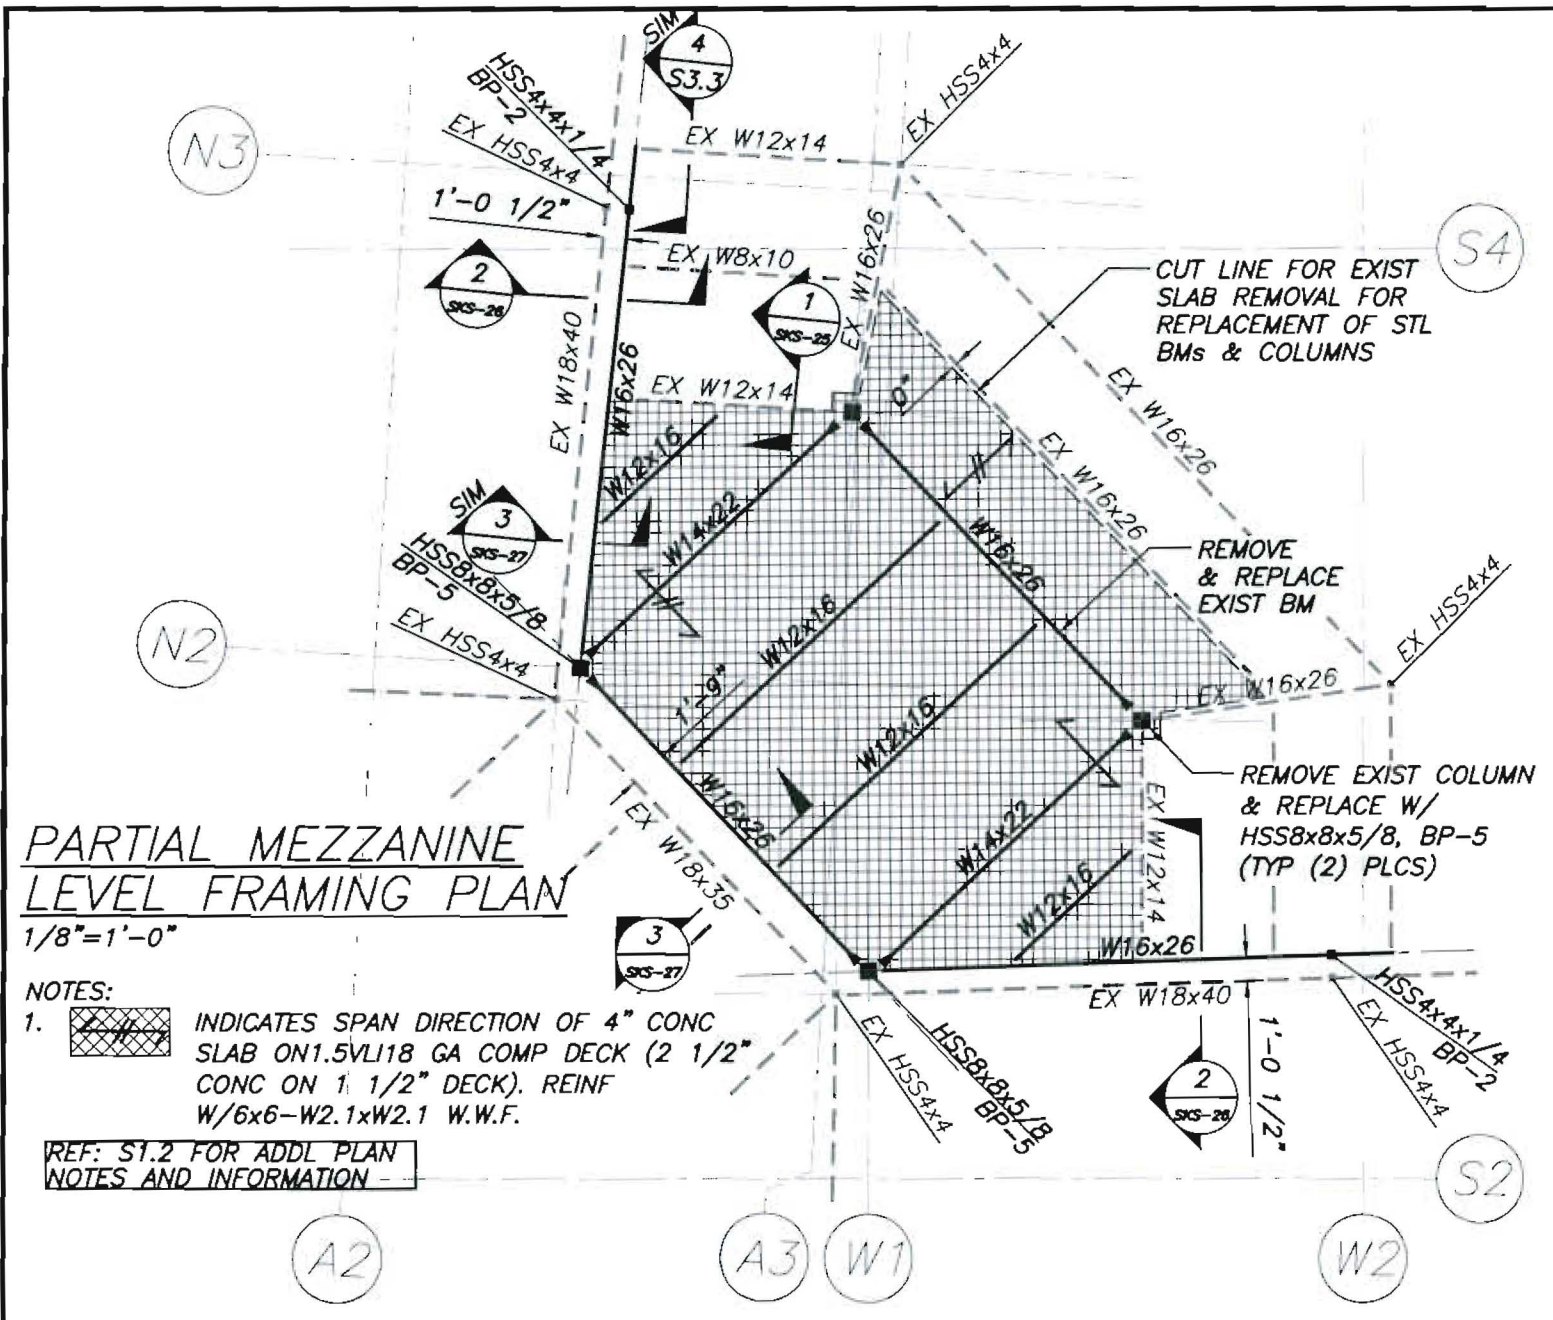 SIM
4
S3.3
HSS4x4x1/4
BP-2
EX HSS4x4
EX W12x14
EX HSS4x4
N3
1'-0 1/2"
EX W8x10
EX W16x26
EX W16x26
S4
2
SKS-26
1
SKS-25
CUT LINE FOR EXIST
SLAB REMOVAL FOR
REPLACEMENT OF STL
BMs & COLUMNS
EX W18x40
W16x26
EX W12x14
0"
EX W16x26
EX W16x26
W12x16
W14x22
SIM
3
SKS-27
HSS8x8x5/8
BP-5
EX HSS4x4
N2
W16x26
REMOVE
& REPLACE
EXIST BM
W12x16
1'-9"
EX HSS4x4
EX W16x26
W12x16
W16x26
EX W18x35
W14x22
W12x16
EX W12x14
REMOVE EXIST COLUMN
& REPLACE W/
HSS8x8x5/8, BP-5
(TYP (2) PLCS)
PARTIAL MEZZANINE
LEVEL FRAMING PLAN
1/8"=1'-0"
3
SKS-27
W16x26
EX W18x40
HSS4x4x1/4
BP-2
EX HSS4x4
1'-0 1/2"
EX HSS4x4
HSS8x8x5/8
BP-5
2
SKS-26
NOTES:
1. INDICATES SPAN DIRECTION OF 4" CONC
SLAB ON1.5VLI18 GA COMP DECK (2 1/2"
CONC ON 1 1/2" DECK). REINF
W/6x6-W2.1xW2.1 W.W.F.
REF: S1.2 FOR ADDL PLAN
NOTES AND INFORMATION
S2
A2
A3
W1
W2